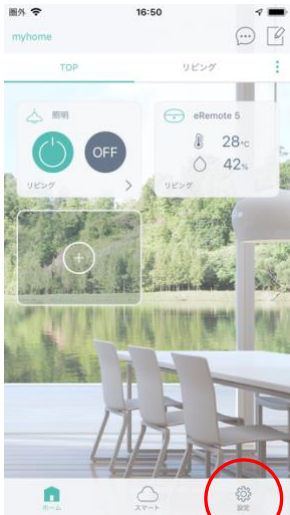 圏外 16:50
myhome
TOP リビング
照明
OFF
リビング
eRemote 5
28℃
42%
リビング
ホーム スマート 設定